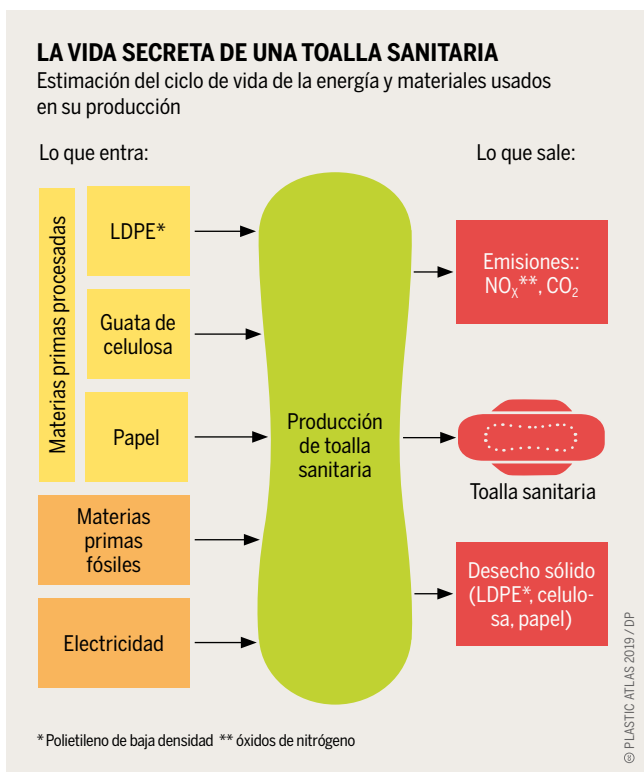 LA VIDA SECRETA DE UNA TOALLA SANITARIA
Estimación del ciclo de vida de la energía y materiales usados
en su producción
Lo que entra:
Lo que sale:
Materias primas procesadas
LDPE*
Guata de
celulosa
Papel
Materias
primas
fósiles
Electricidad
Producción
de toalla
sanitaria
Emisiones::
NOX**, CO2
Toalla sanitaria
Desecho sólido
(LDPE*, celulo-
sa, papel)
* Polietileno de baja densidad ** óxidos de nitrógeno
© PLASTIC ATLAS 2019 / DP